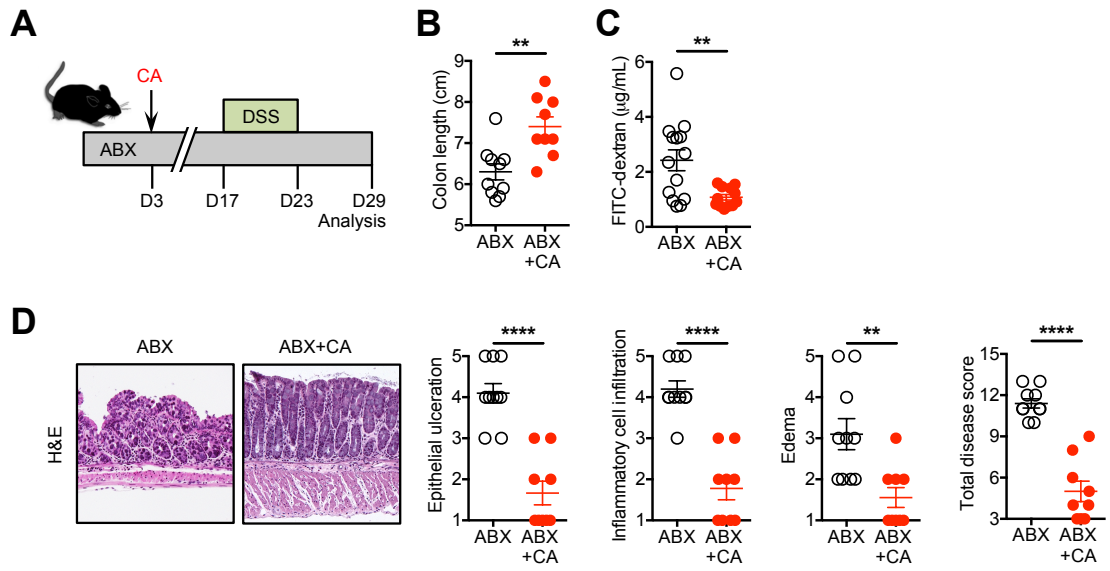 A
CA
DSS
ABX
D3
D17
D23
D29
Analysis
B
**
Colon length (cm)
9
8
7
6
5
ABX
ABX
+CA
C
**
FITC-dextran (µg/mL)
6
4
2
0
ABX
ABX
+CA
D
ABX
ABX+CA
H&E
****
Epithelial ulceration
5
4
3
2
1
ABX
ABX
+CA
****
Inflammatory cell infiltration
5
4
3
2
1
ABX
ABX
+CA
**
Edema
5
4
3
2
1
ABX
ABX
+CA
****
Total disease score
15
12
9
6
3
ABX
ABX
+CA